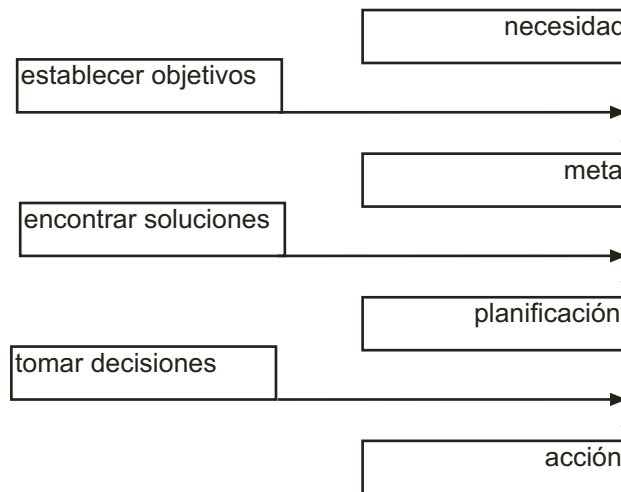 necesidad
establecer objetivos
meta
encontrar soluciones
planificación
tomar decisiones
acción